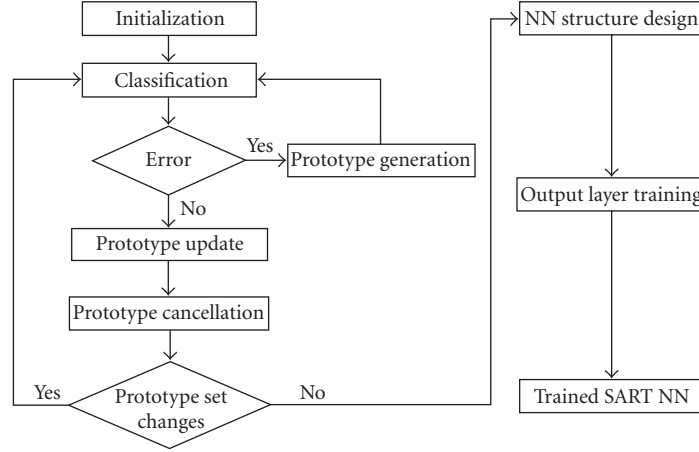 Initialization
Classification
Error
Yes
Prototype generation
No
Prototype update
Prototype cancellation
Yes
Prototype set
changes
No
NN structure design
Output layer training
Trained SART NN